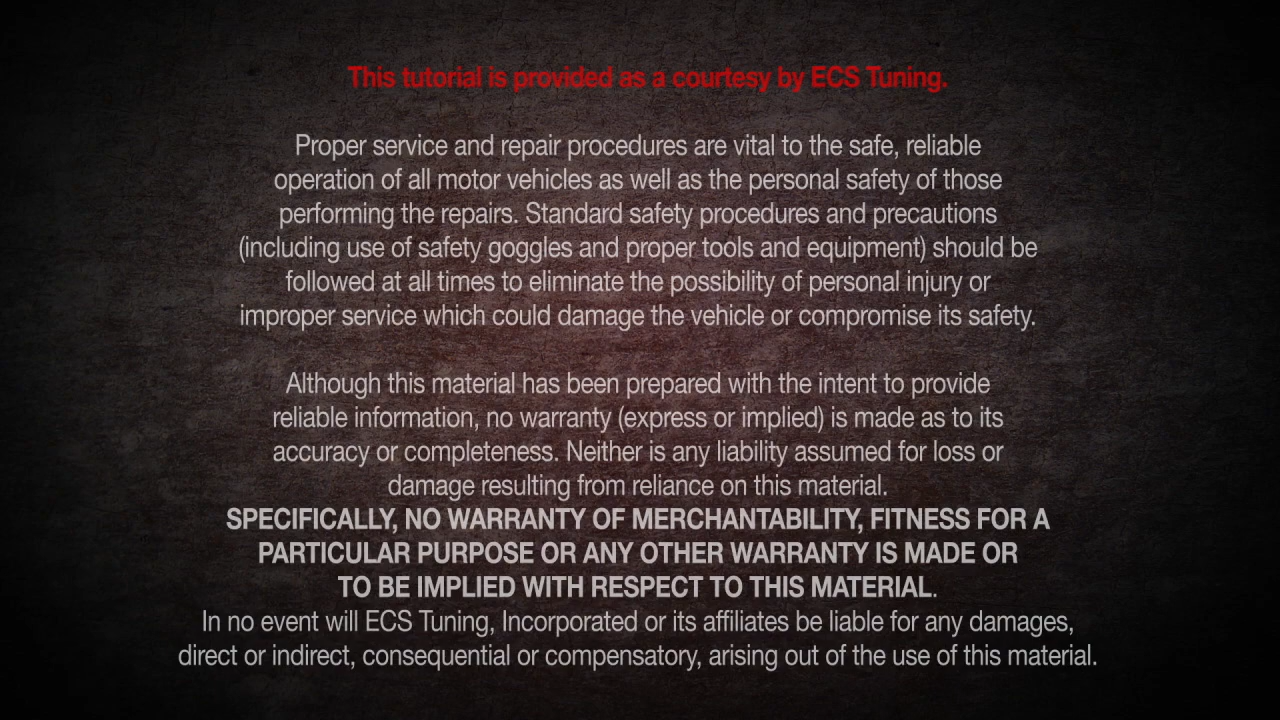 This tutorial is provided as a courtesy by ECS Tuning.
Proper service and repair procedures are vital to the safe, reliable
operation of all motor vehicles as well as the personal safety of those
performing the repairs. Standard safety procedures and precautions
(including use of safety goggles and proper tools and equipment) should be
followed at all times to eliminate the possibility of personal injury or
improper service which could damage the vehicle or compromise its safety.
Although this material has been prepared with the intent to provide
reliable information, no warranty (express or implied) is made as to its
accuracy or completeness. Neither is any liability assumed for loss or
damage resulting from reliance on this material.
SPECIFICALLY, NO WARRANTY OF MERCHANTABILITY, FITNESS FOR A
PARTICULAR PURPOSE OR ANY OTHER WARRANTY IS MADE OR
TO BE IMPLIED WITH RESPECT TO THIS MATERIAL.
In no event will ECS Tuning, Incorporated or its affiliates be liable for any damages,
direct or indirect, consequential or compensatory, arising out of the use of this material.